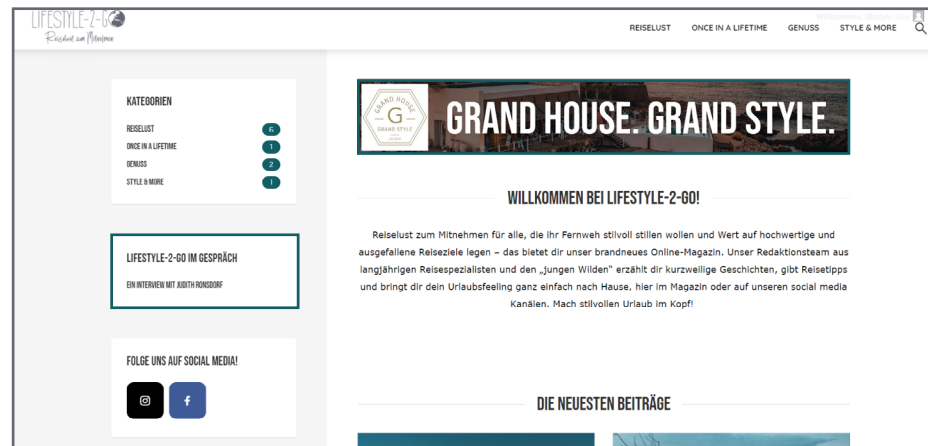 LIFESTYLE-2-GO
Reiselust zum Mitnehmen
REISELUST ONCE IN A LIFETIME GENUSS STYLE & MORE
KATEGORIEN
REISELUST 6
ONCE IN A LIFETIME 1
GENUSS 2
STYLE & MORE 1
LIFESTYLE-2-GO IM GESPRÄCH
EIN INTERVIEW MIT JUDITH RONSDORF
FOLGE UNS AUF SOCIAL MEDIA!
GRAND HOUSE
G
GRAND STYLE
GRAND HOUSE. GRAND STYLE.
WILLKOMMEN BEI LIFESTYLE-2-GO!
Reiselust zum Mitnehmen für alle, die ihr Fernweh stilvoll stillen wollen und Wert auf hochwertige und
ausgefallene Reiseziele legen – das bietet dir unser brandneues Online-Magazin. Unser Redaktionsteam aus
langjährigen Reisespezialisten und den „jungen Wilden" erzählt dir kurzweilige Geschichten, gibt Reisetipps
und bringt dir dein Urlaubsfeeling ganz einfach nach Hause, hier im Magazin oder auf unseren social media
Kanälen. Mach stilvollen Urlaub im Kopf!
DIE NEUESTEN BEITRÄGE